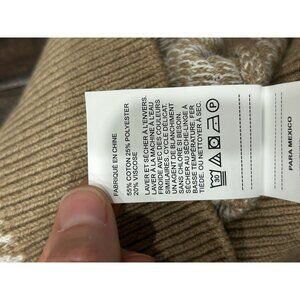 FABRIQUÉ EN CHINE
55% COTON 25% POLYESTER
20% VISCOSE
LAVER ET SÉCHER À L'ENVERS.
LAVER À LA MACHINE À L'EAU
FROIDE AVEC DES COULEURS
SIMILAIRES, CYCLE DÉLICAT.
UN AGENT DE BLANCHIMENT
SANS CHLORE SI BESOIN.
SÉCHER AU SÈCHE-LINGE À
BASSE TEMPÉRATURE. FER
TIÈDE. OU NETTOYER À SEC.
30
PARA MEXICO